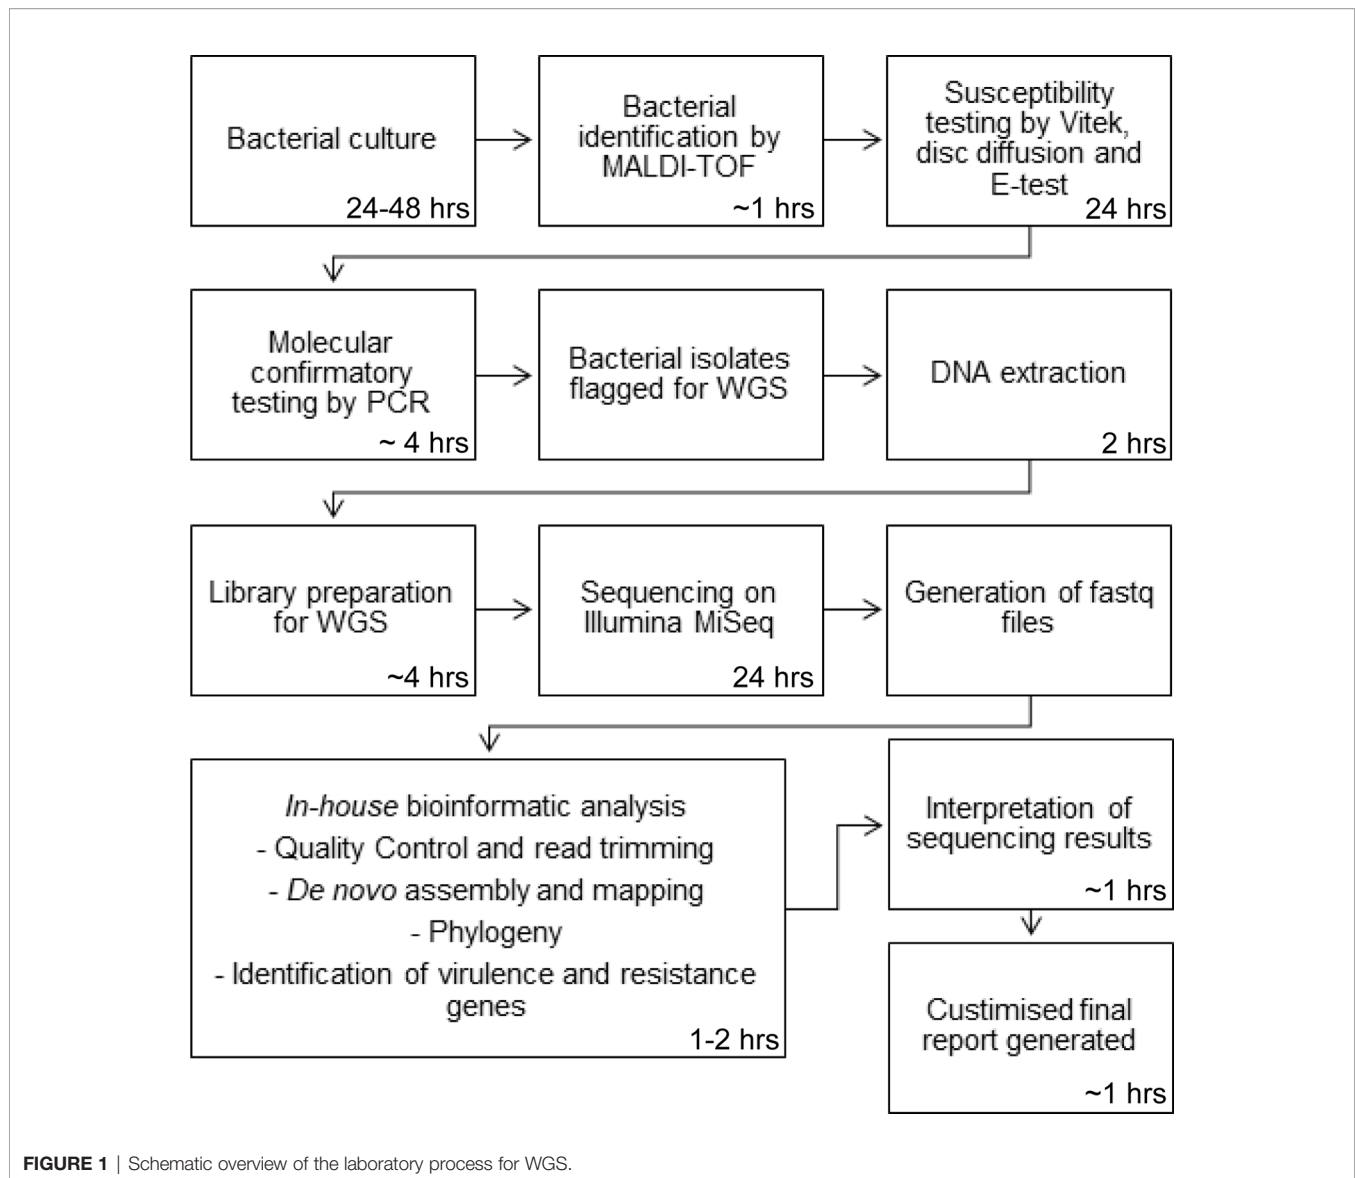 Bacterial culture
24-48 hrs
Bacterial
identification by
MALDI-TOF
~1 hrs
Susceptibility
testing by Vitek,
disc diffusion and
E-test
24 hrs
Molecular
confirmatory
testing by PCR
~ 4 hrs
Bacterial isolates
flagged for WGS
DNA extraction
2 hrs
Library preparation
for WGS
~4 hrs
Sequencing on
Illumina MiSeq
24 hrs
Generation of fastq
files
In-house bioinformatic analysis
- Quality Control and read trimming
- De novo assembly and mapping
- Phylogeny
- Identification of virulence and resistance
genes
1-2 hrs
Interpretation of
sequencing results
~1 hrs
Custimised final
report generated
~1 hrs
FIGURE 1 | Schematic overview of the laboratory process for WGS.